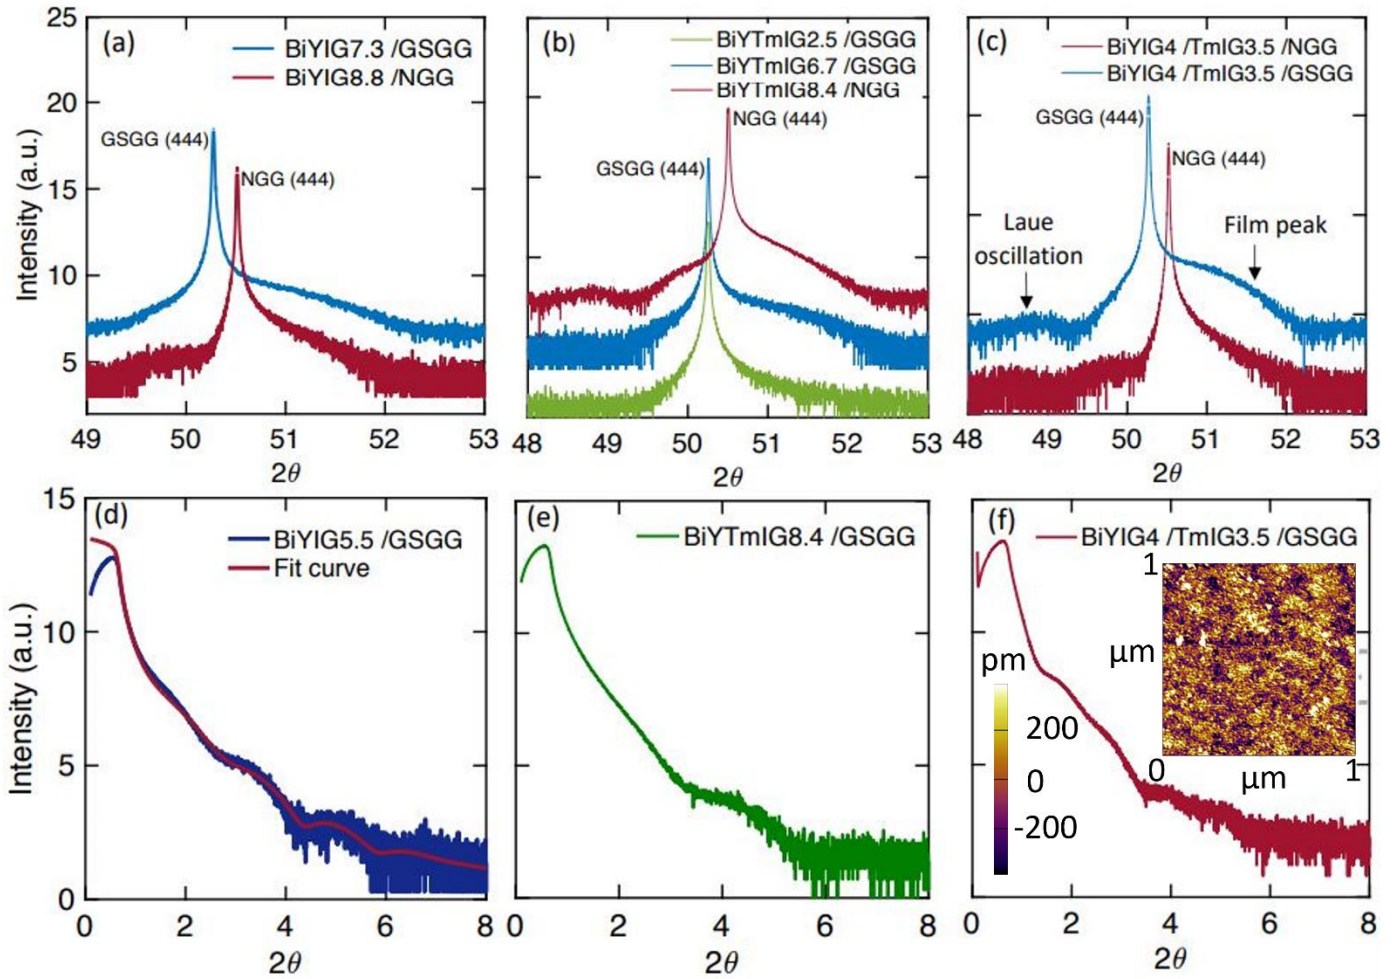 (a)
BiYIG7.3 /GSGG
BiYIG8.8 /NGG
GSGG (444)
NGG (444)
Intensity (a.u.)
25
20
15
10
5
49 50 51 52 53
2θ
(b)
BiYTmIG2.5 /GSGG
BiYTmIG6.7 /GSGG
BiYTmIG8.4 /NGG
NGG (444)
GSGG (444)
48 49 50 51 52 53
2θ
(c)
BiYIG4 /TmIG3.5/NGG
BiYIG4 /TmIG3.5/GSGG
GSGG (444)
NGG (444)
Laue
oscillation
Film peak
48 49 50 51 52 53
2θ
(d)
BiYIG5.5 /GSGG
Fit curve
Intensity (a.u.)
15
10
5
0
0 2 4 6 8
2θ
(e)
BiYTmIG8.4 /GSGG
0 2 4 6 8
2θ
(f)
BiYIG4 /TmIG3.5/GSGG
1
μm
0
μm
1
pm
200
0
-200
0 2 4 6 8
2θ